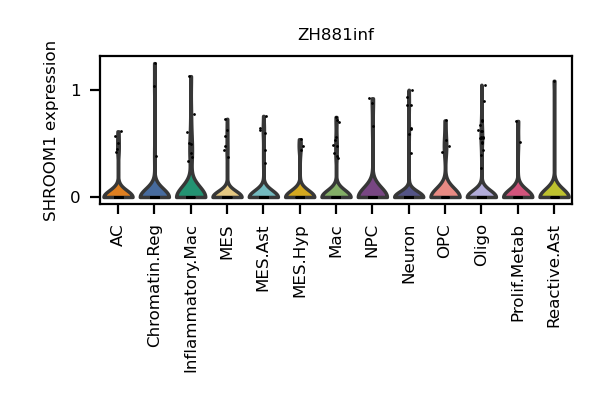 ZH881inf
SHROOM1 expression
1
0
AC
Chromatin.Reg
Inflammatory.Mac
MES
MES.Ast
MES.Hyp
Mac
NPC
Neuron
OPC
Oligo
Prolif.Metab
Reactive.Ast